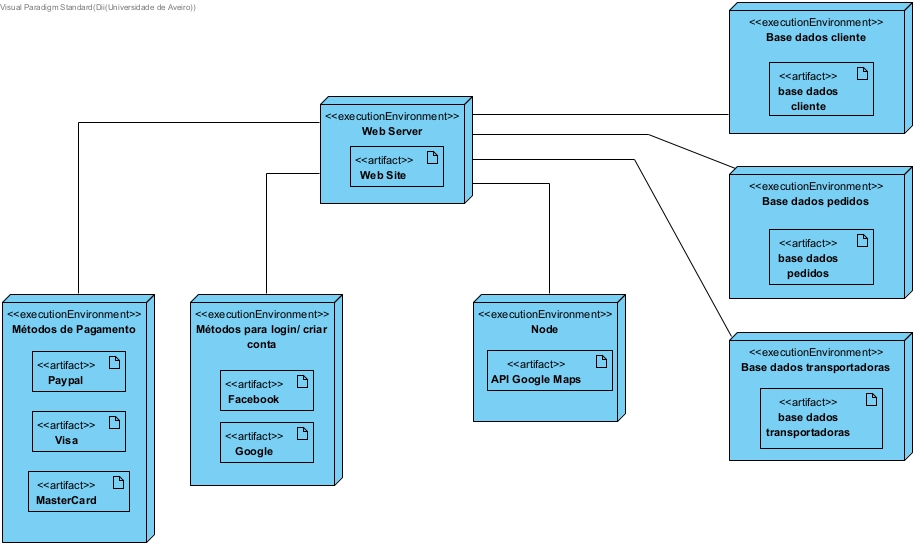 Visual Paradigm Standard(Dii(Universidade de Aveiro))
<<executionEnvironment>>
Base dados cliente
<<artifact>>
base dados
cliente
<<executionEnvironment>>
Web Server
<<artifact>>
Web Site
<<executionEnvironment>>
Base dados pedidos
<<artifact>>
base dados
pedidos
<<executionEnvironment>>
Métodos de Pagamento
<<artifact>>
Paypal
<<artifact>>
Visa
<<artifact>>
MasterCard
<<executionEnvironment>>
Métodos para login/ criar
conta
<<artifact>>
Facebook
<<artifact>>
Google
<<executionEnvironment>>
Node
<<artifact>>
API Google Maps
<<executionEnvironment>>
Base dados transportadoras
<<artifact>>
base dados
transportadoras